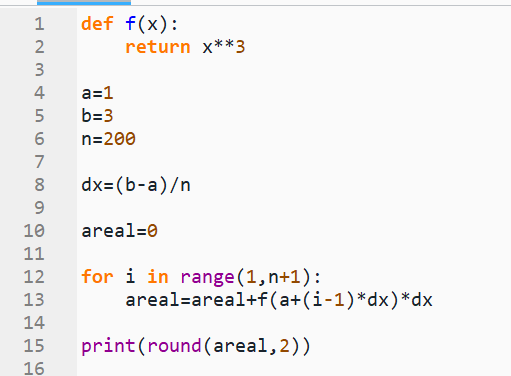 1 def f(x):
2     return x**3
3
4 a=1
5 b=3
6 n=200
7
8 dx=(b-a)/n
9
10 areal=0
11
12 for i in range(1,n+1):
13     areal=areal+f(a+(i-1)*dx)*dx
14
15 print(round(areal,2))
16